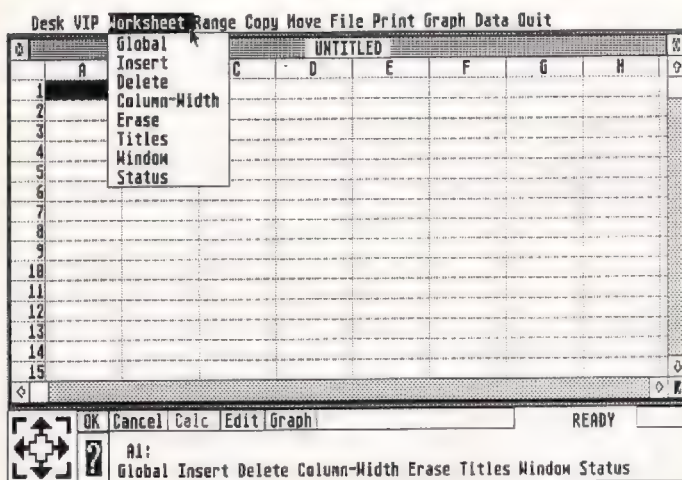 Desk VIP Worksheet Range Copy Move File Print Graph Data Quit
UNTITLED
Global
Insert
Delete
Column-Width
Erase
Titles
Window
Status
A C D E F G H
1
2
3
4
5
6
7
8
9
10
11
12
13
14
15
OK Cancel Calc Edit Graph READY
? A1:
Global Insert Delete Column-Width Erase Titles Window Status